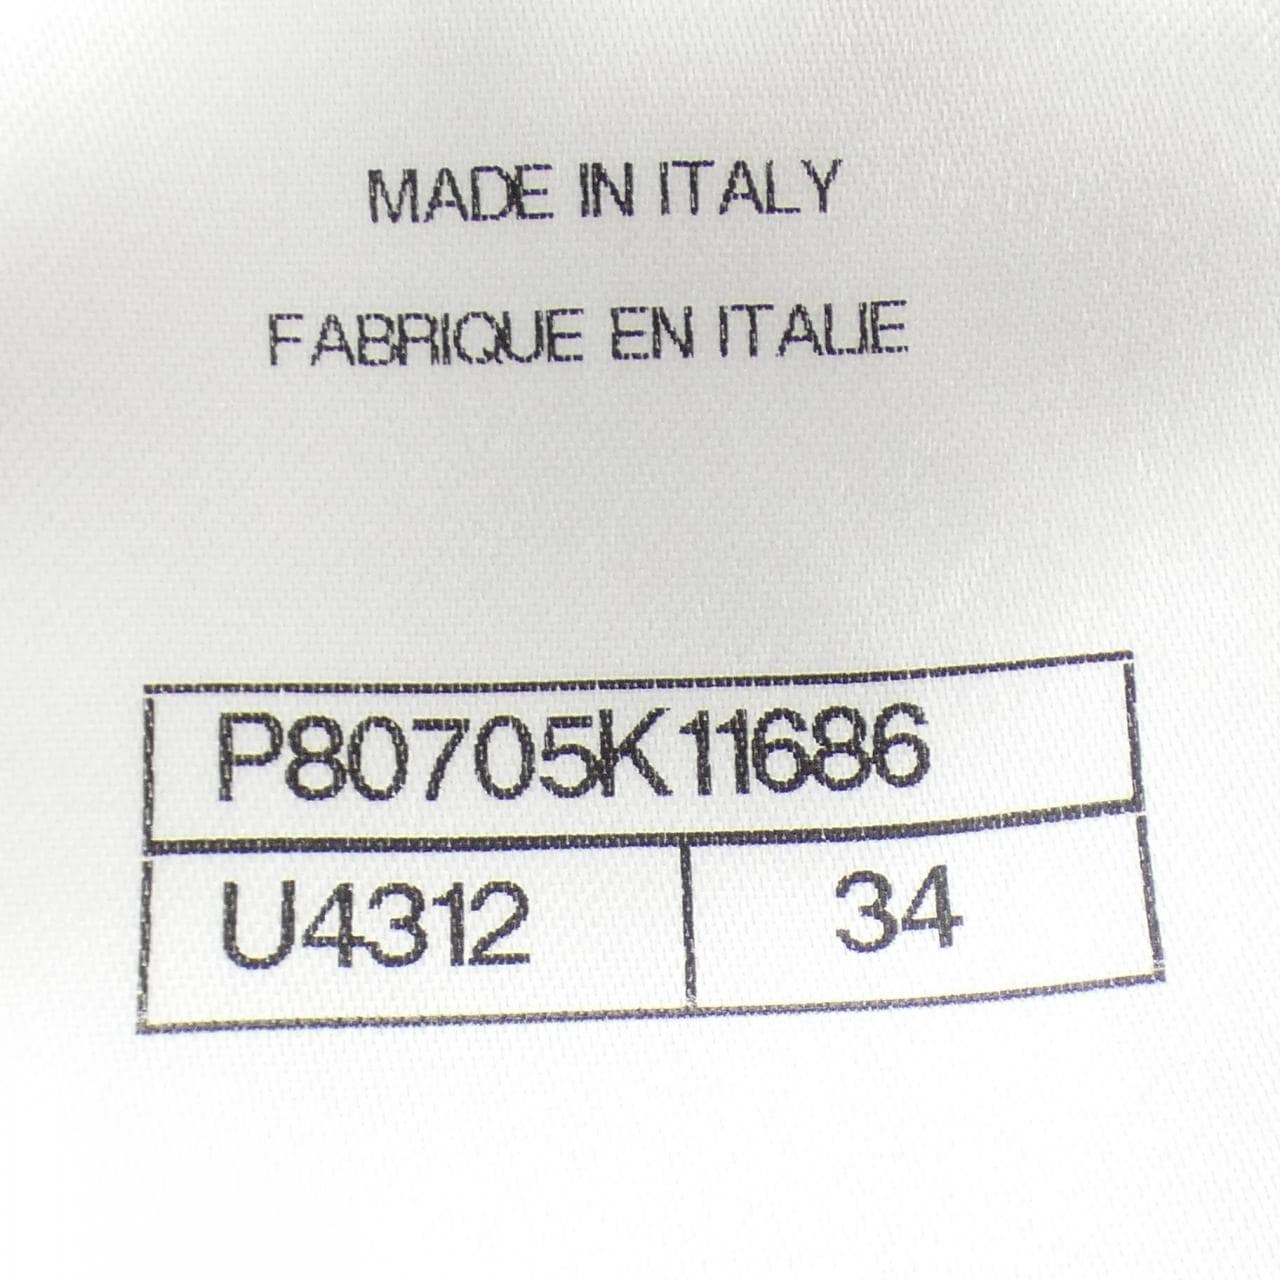 MADE IN ITALY
FABRIQUE EN ITALIE
P80705K11686
U4312 34